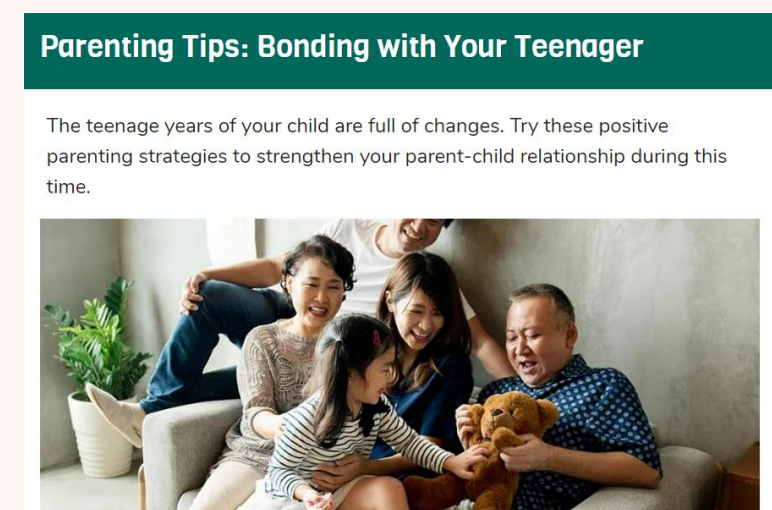 Parenting Tips: Bonding with Your Teenager
The teenage years of your child are full of changes. Try these positive
parenting strategies to strengthen your parent-child relationship during this
time.